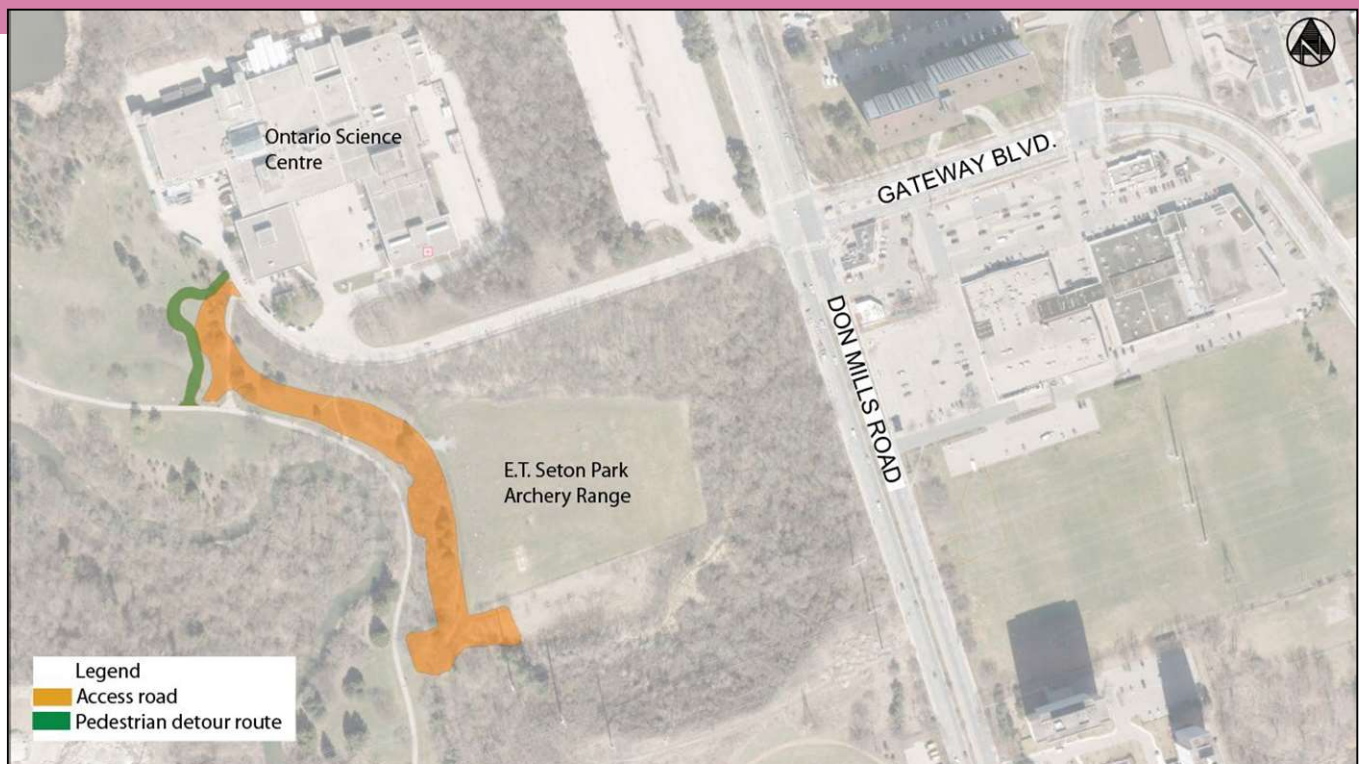 N
Ontario Science
Centre
GATEWAY BLVD.
DON MILLS ROAD
E.T. Seton Park
Archery Range
Legend
Access road
Pedestrian detour route